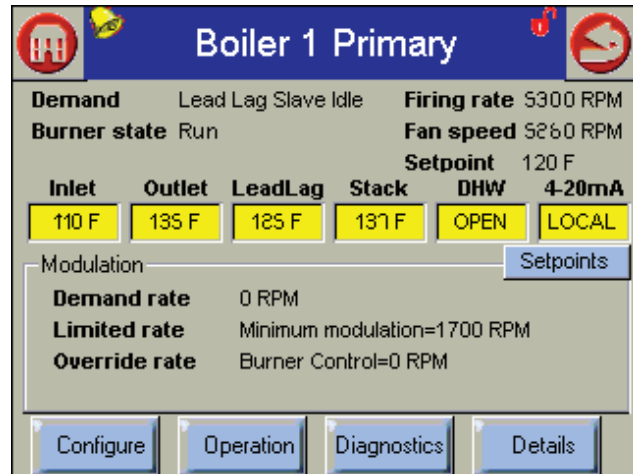 Boiler 1 Primary
Demand Lead Lag Slave Idle Firing rate 5300 RPM
Burner state Run Fan speed 5260 RPM
Setpoint 120 F
Inlet Outlet LeadLag Stack DHW 4-20mA
110 F 135 F 125 F 137 F OPEN LOCAL
Setpoints
Modulation
Demand rate 0 RPM
Limited rate Minimum modulation=1700 RPM
Override rate Burner Control=0 RPM
Configure Operation Diagnostics Details